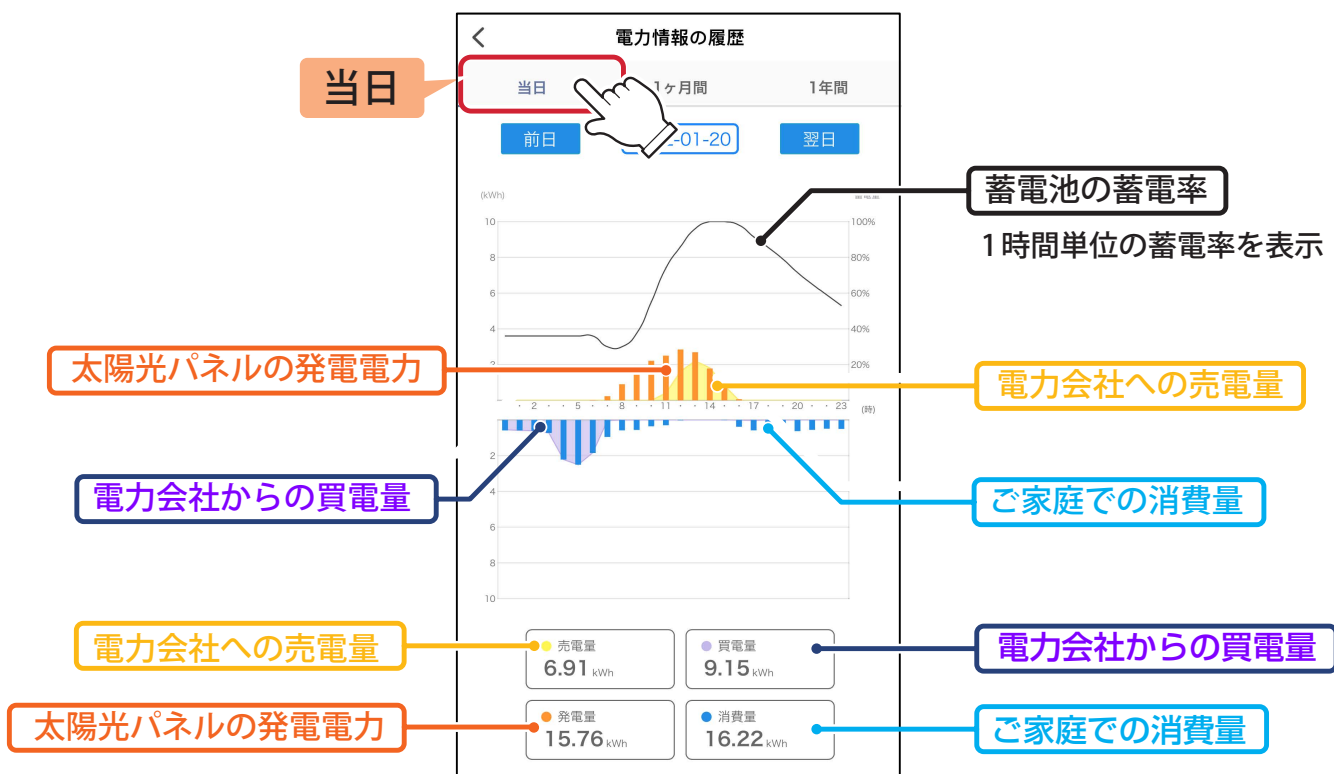 電力情報の履歴
当日
当日
1ヶ月間
1年間
前日
-01-20
翌日
(kWh)
蓄電池の蓄電率
1時間単位の蓄電率を表示
10
100%
8
80%
6
60%
4
40%
太陽光パネルの発電電力
2
20%
電力会社への売電量
2 ・ ・ 5 ・ ・ 8 ・ ・ 11 ・ ・ 14 ・ ・ 17 ・ ・ 20 ・ ・ 23
(時)
2
電力会社からの買電量
4
ご家庭での消費量
6
8
10
電力会社への売電量
売電量
6.91 kWh
買電量
9.15 kWh
電力会社からの買電量
太陽光パネルの発電電力
発電量
15.76 kWh
消費量
16.22 kWh
ご家庭での消費量